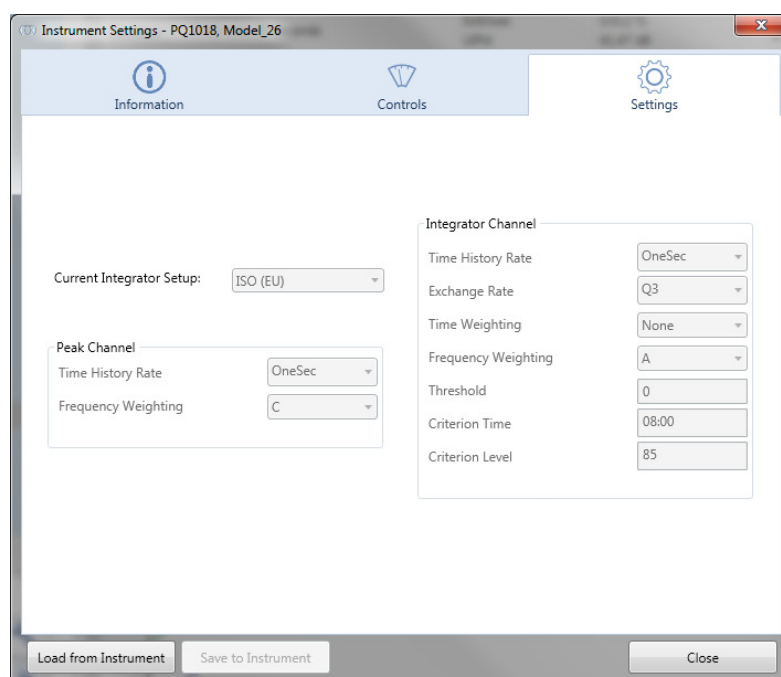 Instrument Settings - PQ1018, Model_26
Information
Controls
Settings
Current Integrator Setup: ISO (EU)
Peak Channel
Time History Rate OneSec
Frequency Weighting C
Integrator Channel
Time History Rate OneSec
Exchange Rate Q3
Time Weighting None
Frequency Weighting A
Threshold 0
Criterion Time 08:00
Criterion Level 85
Load from Instrument
Save to Instrument
Close